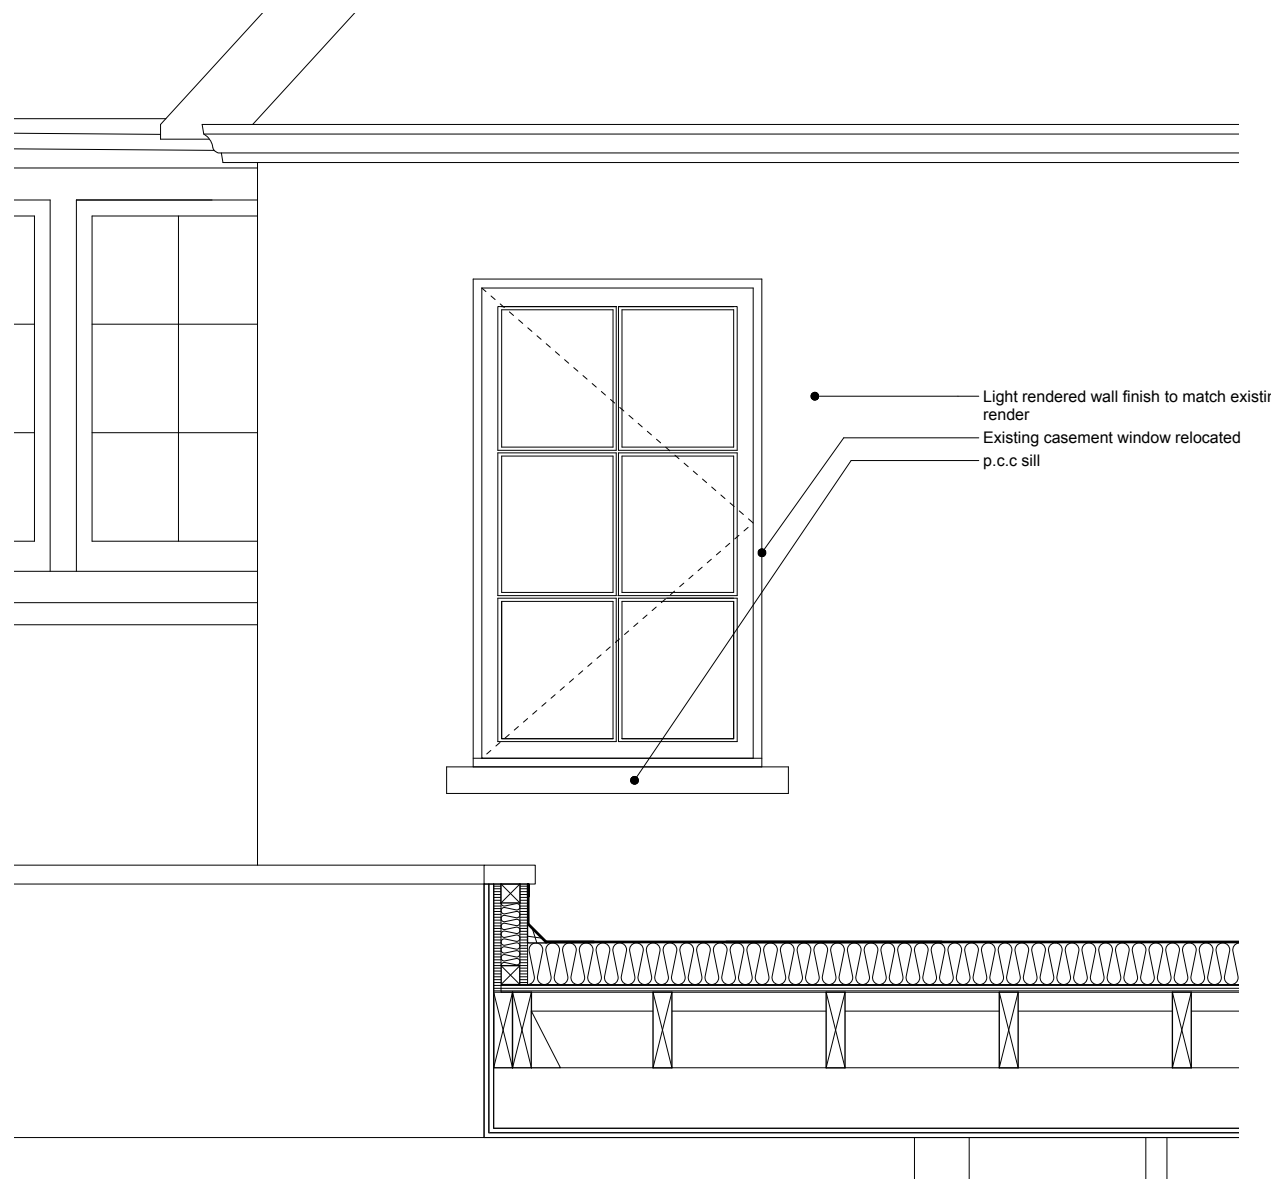 Light rendered wall finish to match existin
render
Existing casement window relocated
p.c.c sill